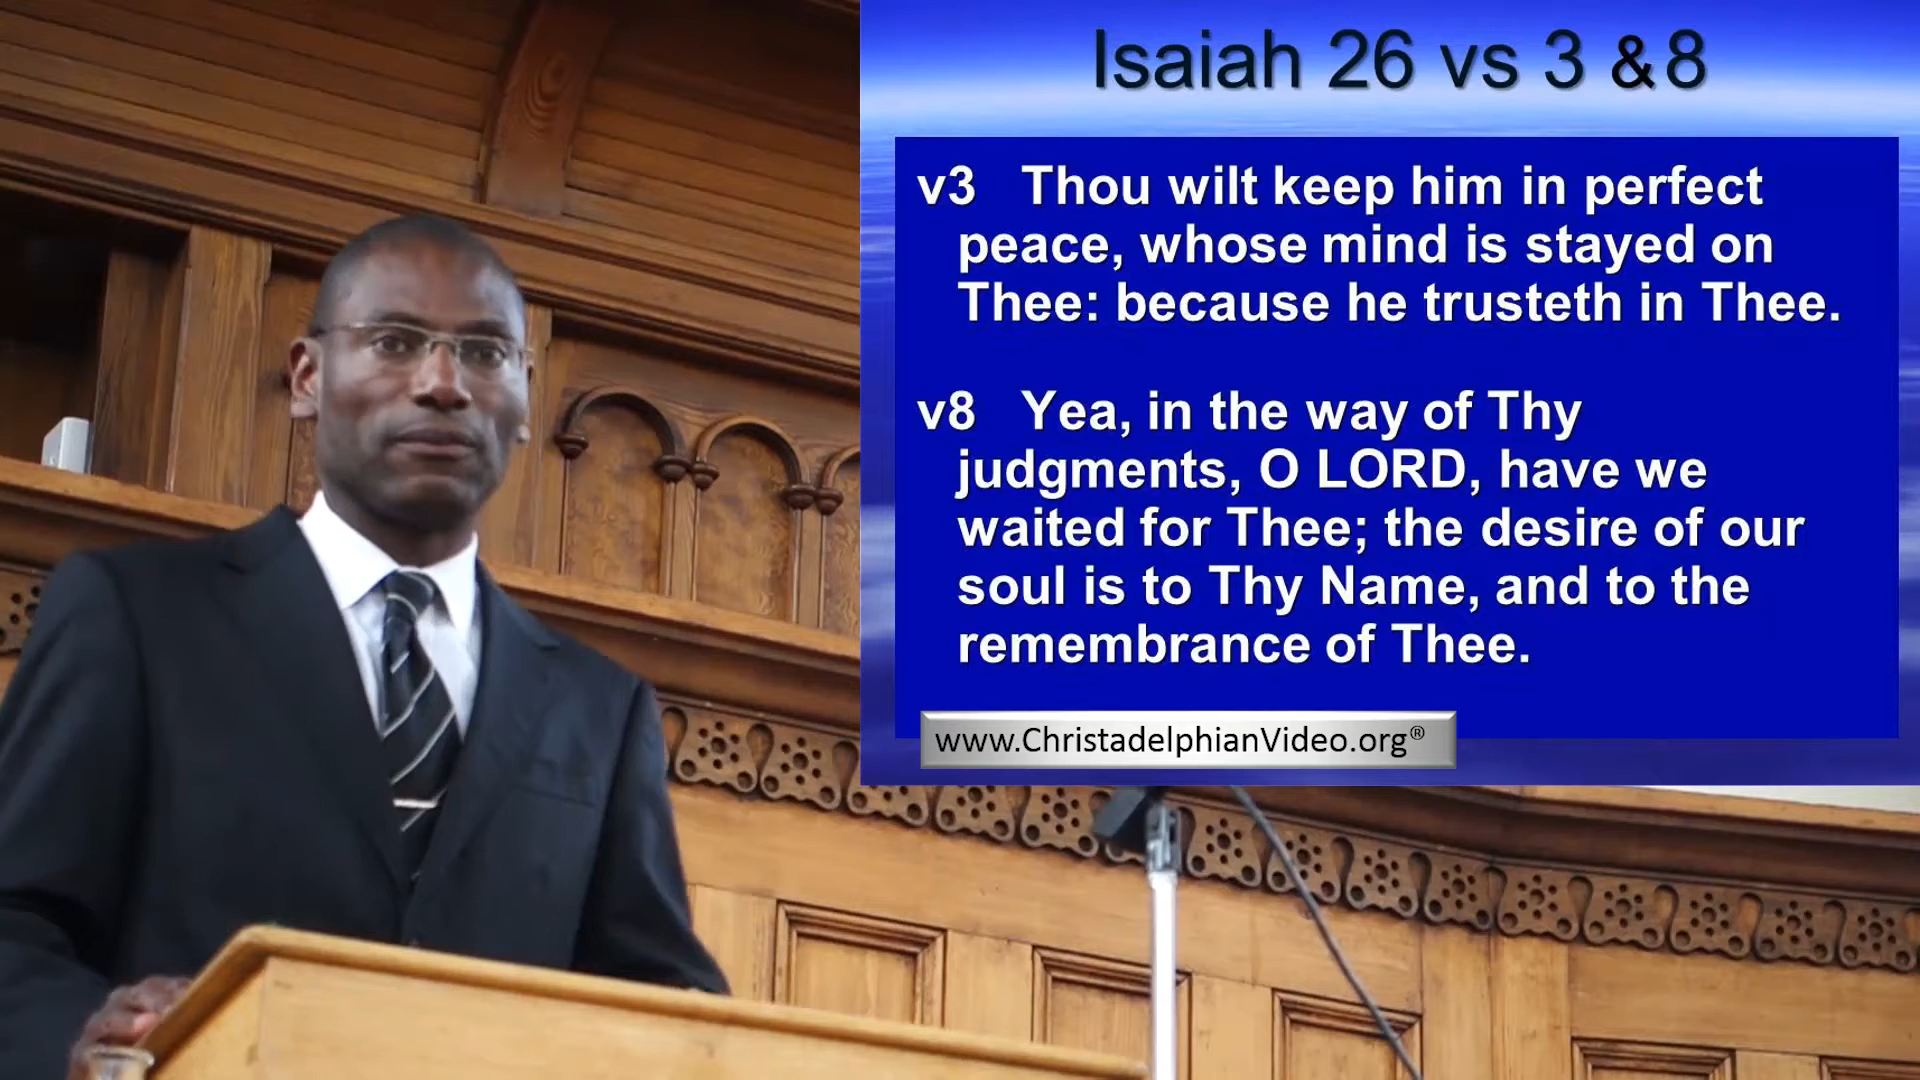 Isaiah 26 vs 3 &8
v3 Thou wilt keep him in perfect
peace, whose mind is stayed on
Thee: because he trusteth in Thee.
v8 Yea, in the way of Thy
judgments, O LORD, have we
waited for Thee; the desire of our
soul is to Thy Name, and to the
remembrance of Thee.
www.ChristadelphianVideo.org®